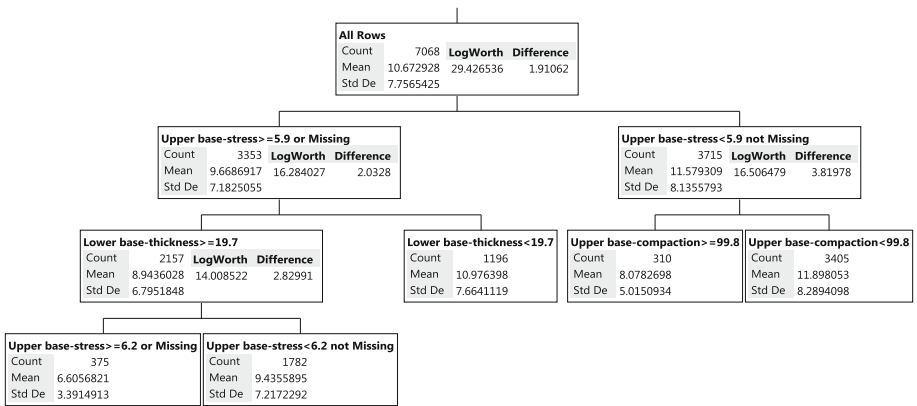 All Rows
Count 7068 LogWorth Difference
Mean 10.672928 29.426536 1.91062
Std De 7.7565425
Upper base-stress>=5.9 or Missing
Count 3353 LogWorth Difference
Mean 9.6686917 16.284027 2.0328
Std De 7.1825055
Upper base-stress<5.9 not Missing
Count 3715 LogWorth Difference
Mean 11.579309 16.506479 3.81978
Std De 8.1355793
Lower base-thickness>=19.7
Count 2157 LogWorth Difference
Mean 8.9436028 14.008522 2.82991
Std De 6.7951848
Lower base-thickness<19.7
Count 1196
Mean 10.976398
Std De 7.6641119
Upper base-compaction>=99.8
Count 310
Mean 8.0782698
Std De 5.0150934
Upper base-compaction<99.8
Count 3405
Mean 11.898053
Std De 8.2894098
Upper base-stress>=6.2 or Missing
Count 375
Mean 6.6056821
Std De 3.3914913
Upper base-stress<6.2 not Missing
Count 1782
Mean 9.4355895
Std De 7.2172292